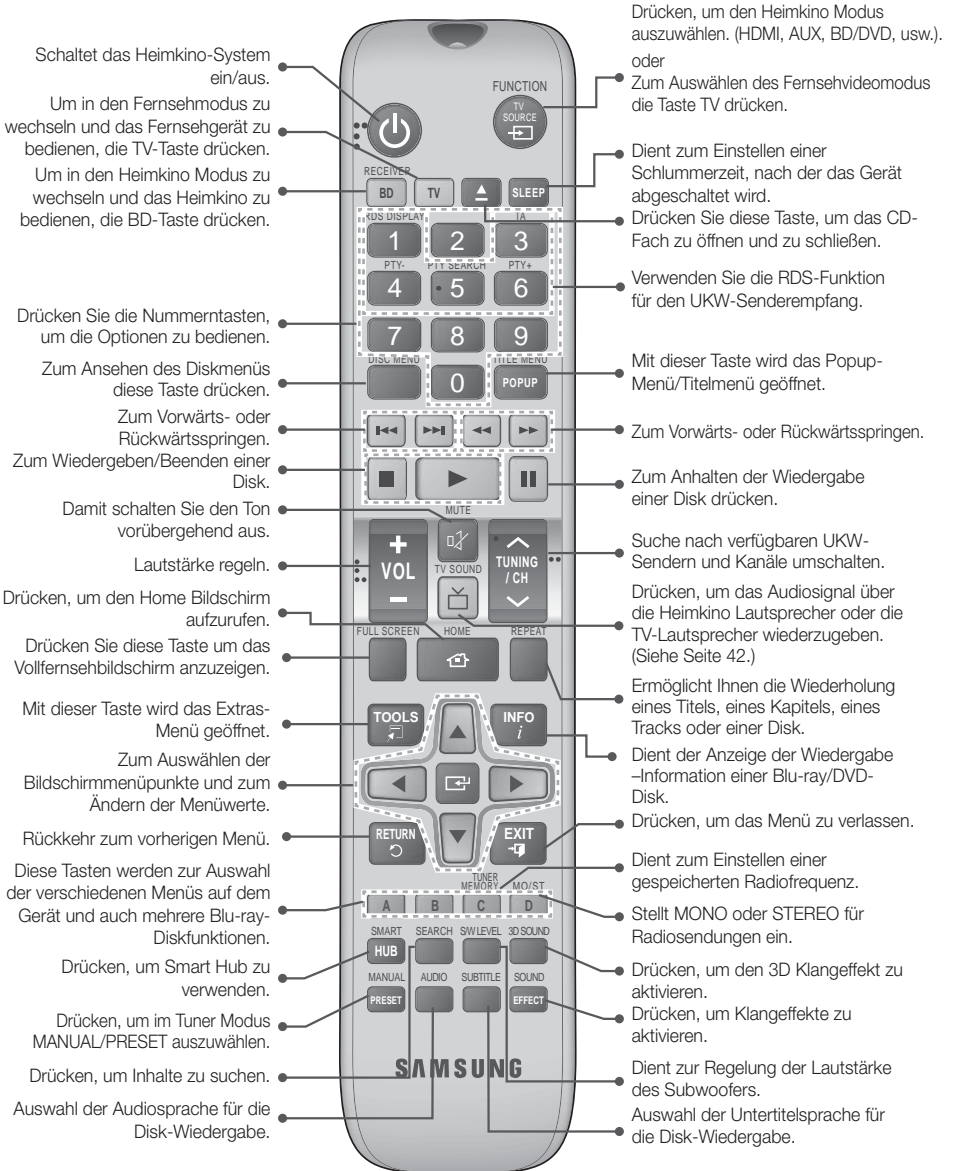 Schaltet das Heimkino-System
ein/aus.
Um in den Fernsehmodus zu
wechseln und das Fernsehgerät zu
bedienen, die TV-Taste drücken.
Um in den Heimkino Modus zu
wechseln und das Heimkino zu
bedienen, die BD-Taste drücken.
Drücken Sie die Nummerntasten,
um die Optionen zu bedienen.
Zum Ansehen des Diskmenüs
diese Taste drücken.
Zum Vorwärts- oder
Rückwärtsspringen.
Zum Wiedergeben/Beenden einer
Disk.
Damit schalten Sie den Ton
vorübergehend aus.
Lautstärke regeln.
Drücken, um den Home Bildschirm
aufzurufen.
Drücken Sie diese Taste um das
Vollfernsehbildschirm anzuzeigen.
Mit dieser Taste wird das Extras-
Menü geöffnet.
Zum Auswählen der
Bildschirmmenüpunkte und zum
Ändern der Menüwerte.
Rückkehr zum vorherigen Menü.
Diese Tasten werden zur Auswahl
der verschiedenen Menüs auf dem
Gerät und auch mehrere Blu-ray-
Diskfunktionen.
Drücken, um Smart Hub zu
verwenden.
Drücken, um im Tuner Modus
MANUAL/PRESET auszuwählen.
Drücken, um Inhalte zu suchen.
Auswahl der Audiosprache für die
Disk-Wiedergabe.
FUNCTION
TV
SOURCE
RECEIVER
BD TV SLEEP
RDS DISPLAY TA
1 2 3
PTY- PTY SEARCH PTY+
4 5 6
7 8 9
DISC MENU TITLE MENU
0 POPUP
MUTE
+
VOL
−
TV SOUND
TUNING
/ CH
FULL SCREEN HOME REPEAT
TOOLS INFO
i
RETURN EXIT
TUNER
MEMORY MO/ST
A B C D
SMART SEARCH S/W LEVEL 3D SOUND
HUB
MANUAL AUDIO SUBTITLE SOUND
PRESET EFFECT
SAMSUNG
Drücken, um den Heimkino Modus
auszuwählen. (HDMI, AUX, BD/DVD, usw.).
oder
Zum Auswählen des Fernsehvideomodus
die Taste TV drücken.
Dient zum Einstellen einer
Schlummerzeit, nach der das Gerät
abgeschaltet wird.
Drücken Sie diese Taste, um das CD-
Fach zu öffnen und zu schließen.
Verwenden Sie die RDS-Funktion
für den UKW-Senderempfang.
Mit dieser Taste wird das Popup-
Menü/Titelmenü geöffnet.
Zum Vorwärts- oder Rückwärtsspringen.
Zum Anhalten der Wiedergabe
einer Disk drücken.
Suche nach verfügbaren UKW-
Sendern und Kanäle umschalten.
Drücken, um das Audiosignal über
die Heimkino Lautsprecher oder die
TV-Lautsprecher wiederzugeben.
(Siehe Seite 42.)
Ermöglicht Ihnen die Wiederholung
eines Titels, eines Kapitels, eines
Tracks oder einer Disk.
Dient der Anzeige der Wiedergabe
–Information einer Blu-ray/DVD-
Disk.
Drücken, um das Menü zu verlassen.
Dient zum Einstellen einer
gespeicherten Radiofrequenz.
Stellt MONO oder STEREO für
Radiosendungen ein.
Drücken, um den 3D Klangeffekt zu
aktivieren.
Drücken, um Klangeffekte zu
aktivieren.
Dient zur Regelung der Lautstärke
des Subwoofers.
Auswahl der Untertitelsprache für
die Disk-Wiedergabe.